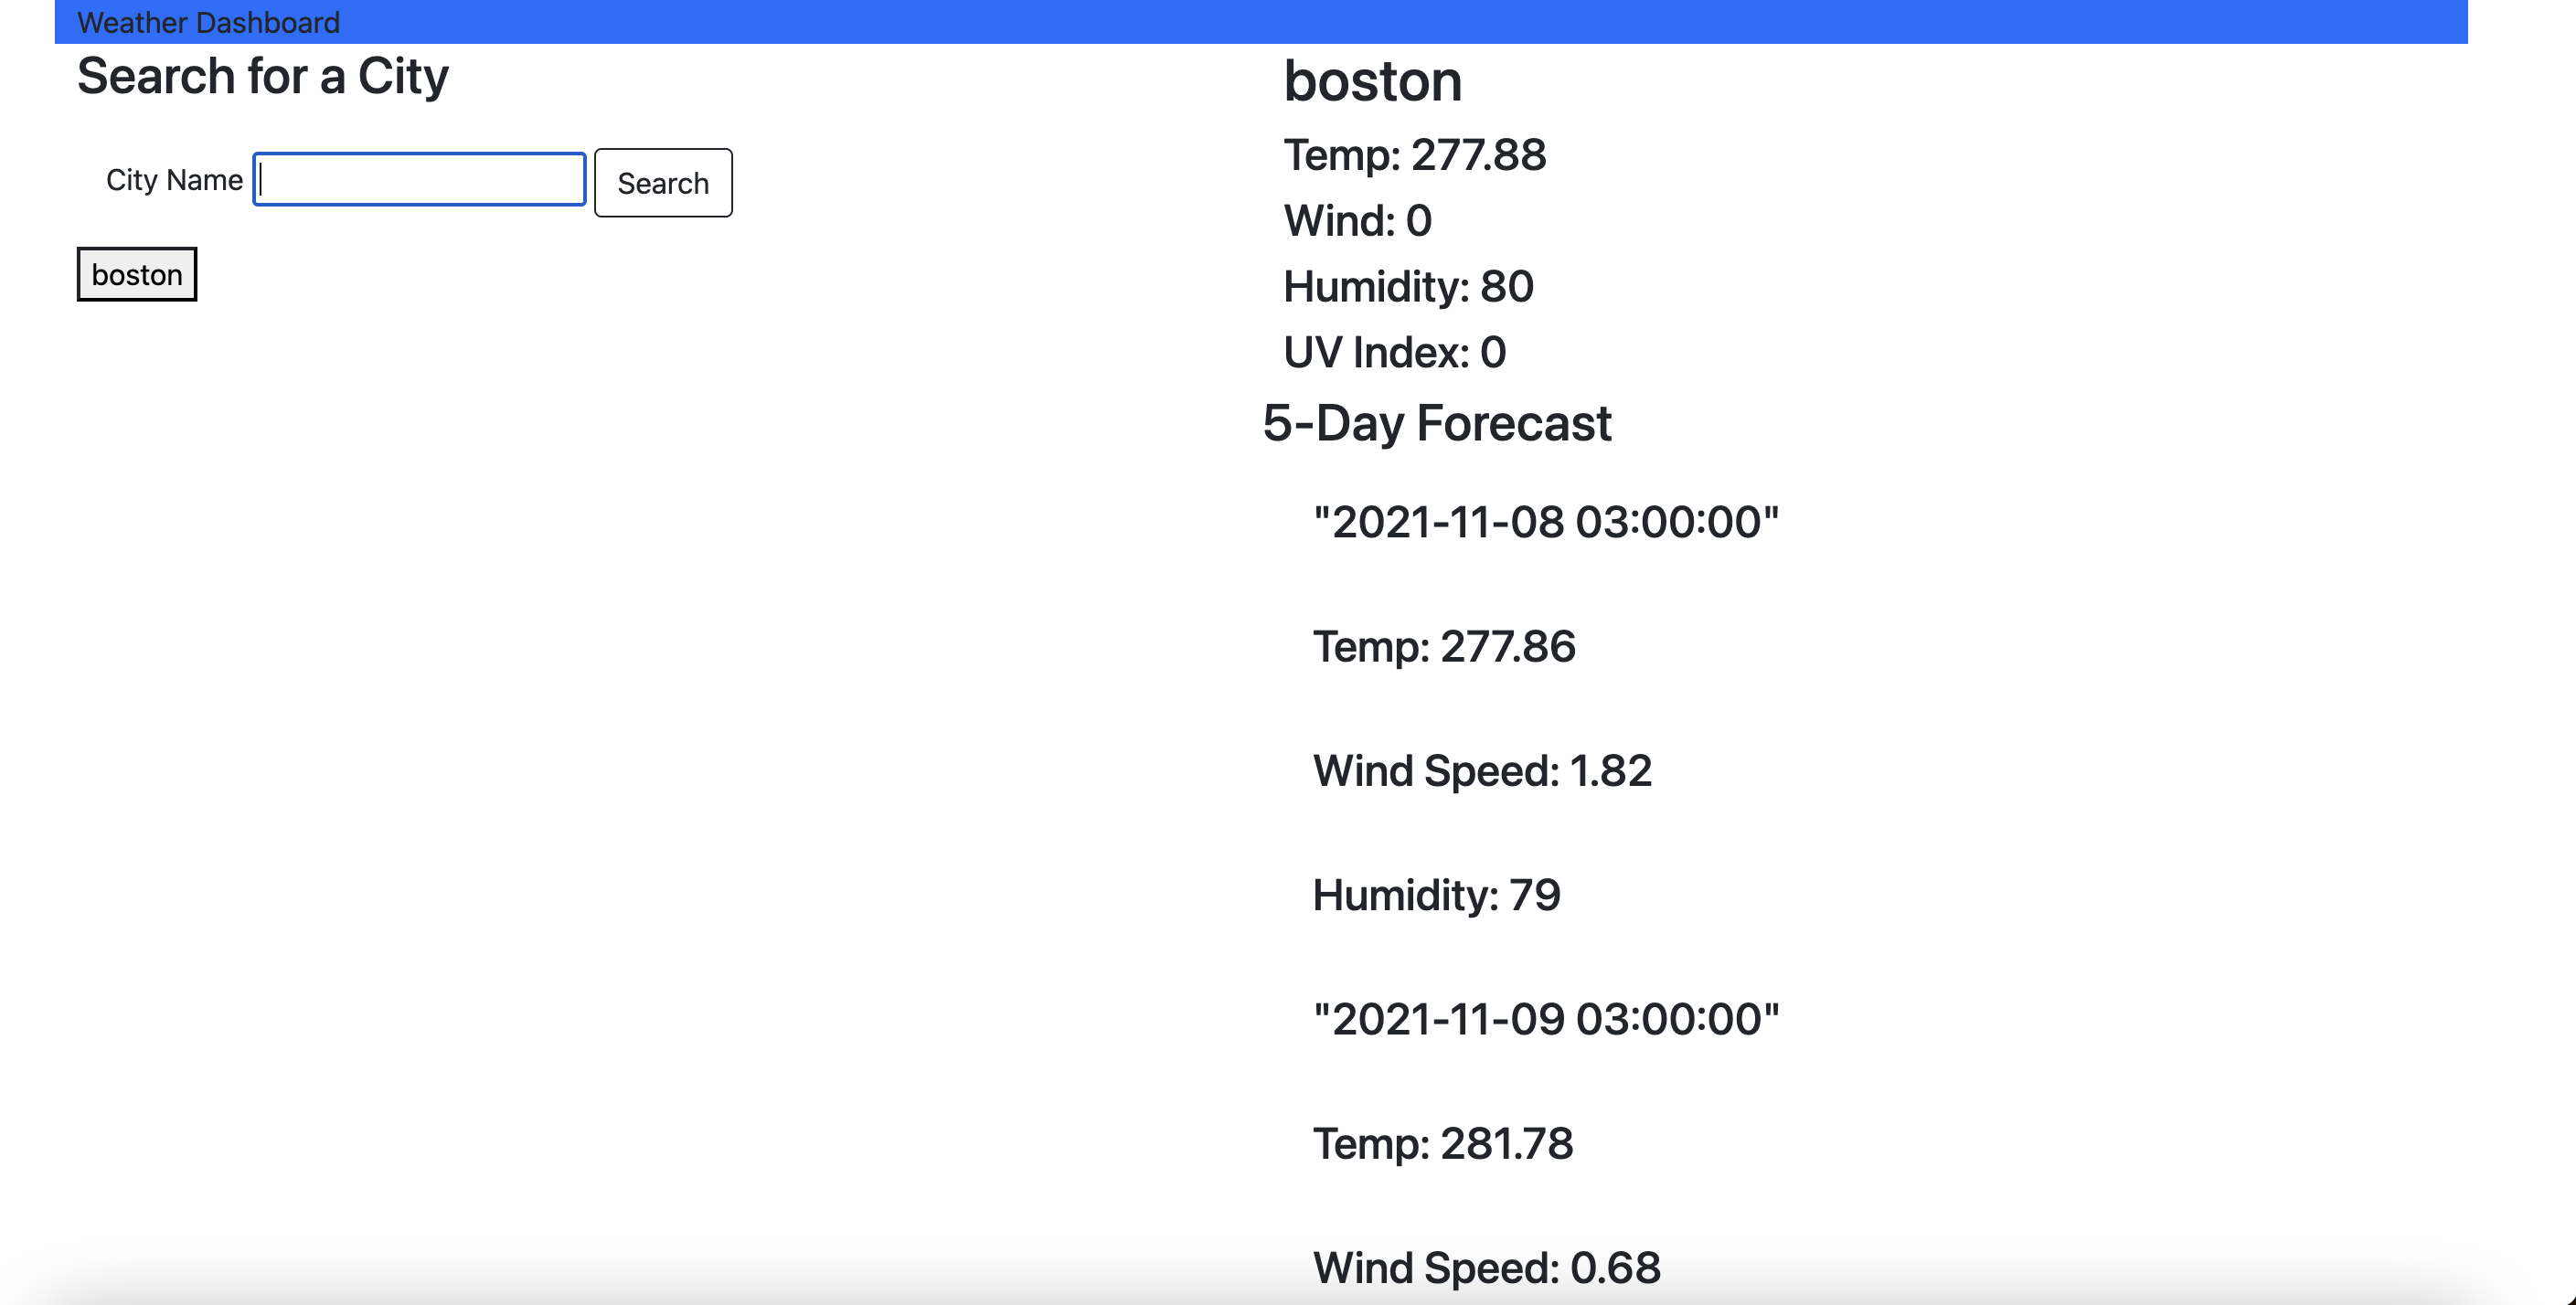 Weather Dashboard
Search for a City
City Name
Search
boston
boston
Temp: 277.88
Wind: 0
Humidity: 80
UV Index: 0
5-Day Forecast
"2021-11-08 03:00:00"
Temp: 277.86
Wind Speed: 1.82
Humidity: 79
"2021-11-09 03:00:00"
Temp: 281.78
Wind Speed: 0.68